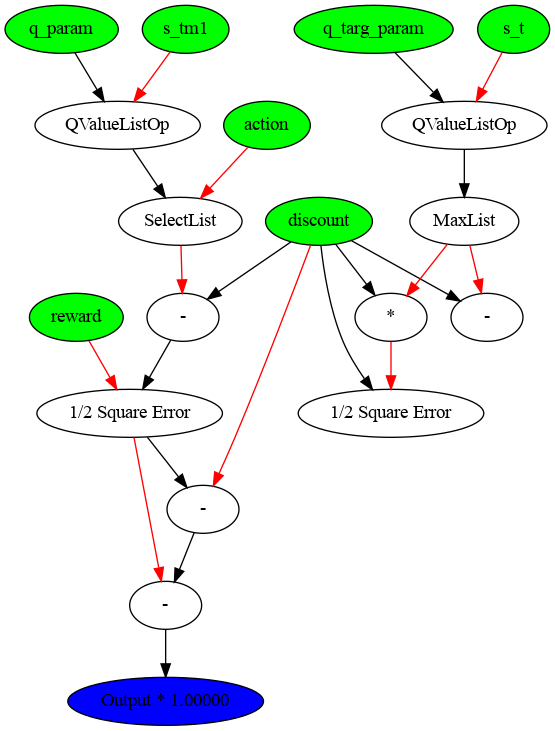 q_param
s_tm1
q_targ_param
s_t
QValueListOp
action
QValueListOp
SelectList
discount
MaxList
reward
-
*
-
1/2 Square Error
1/2 Square Error
-
-
Output * 1.00000